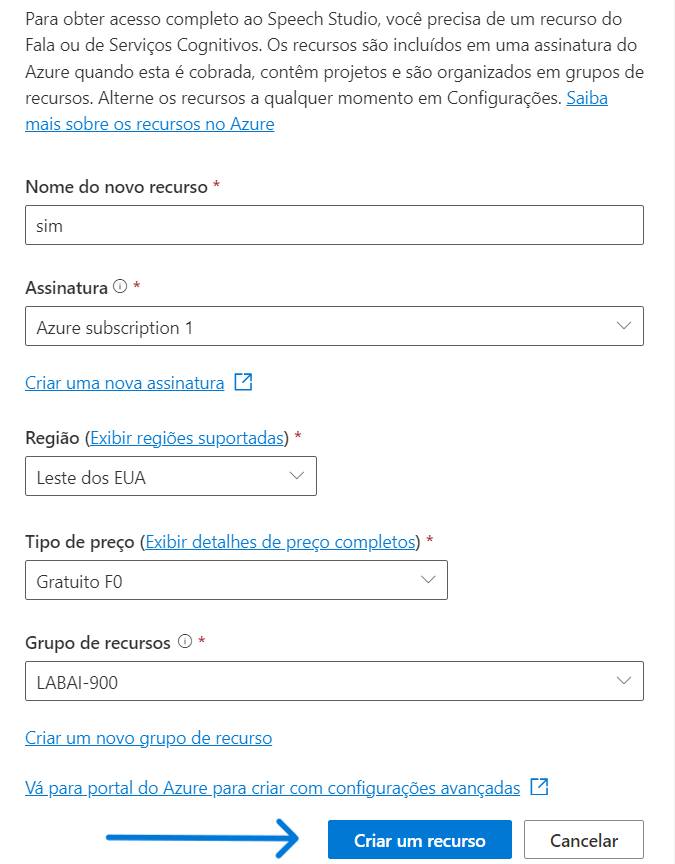 Para obter acesso completo ao Speech Studio, você precisa de um recurso do
Fala ou de Serviços Cognitivos. Os recursos são incluídos em uma assinatura do
Azure quando esta é cobrada, contêm projetos e são organizados em grupos de
recursos. Alterne os recursos a qualquer momento em Configurações. Saiba
mais sobre os recursos no Azure
Nome do novo recurso *
sim
Assinatura *
Azure subscription 1
Criar uma nova assinatura
Região (Exibir regiões suportadas) *
Leste dos EUA
Tipo de preço (Exibir detalhes de preço completos) *
Gratuito F0
Grupo de recursos *
LABAI-900
Criar um novo grupo de recurso
Vá para portal do Azure para criar com configurações avançadas
Criar um recurso Cancelar